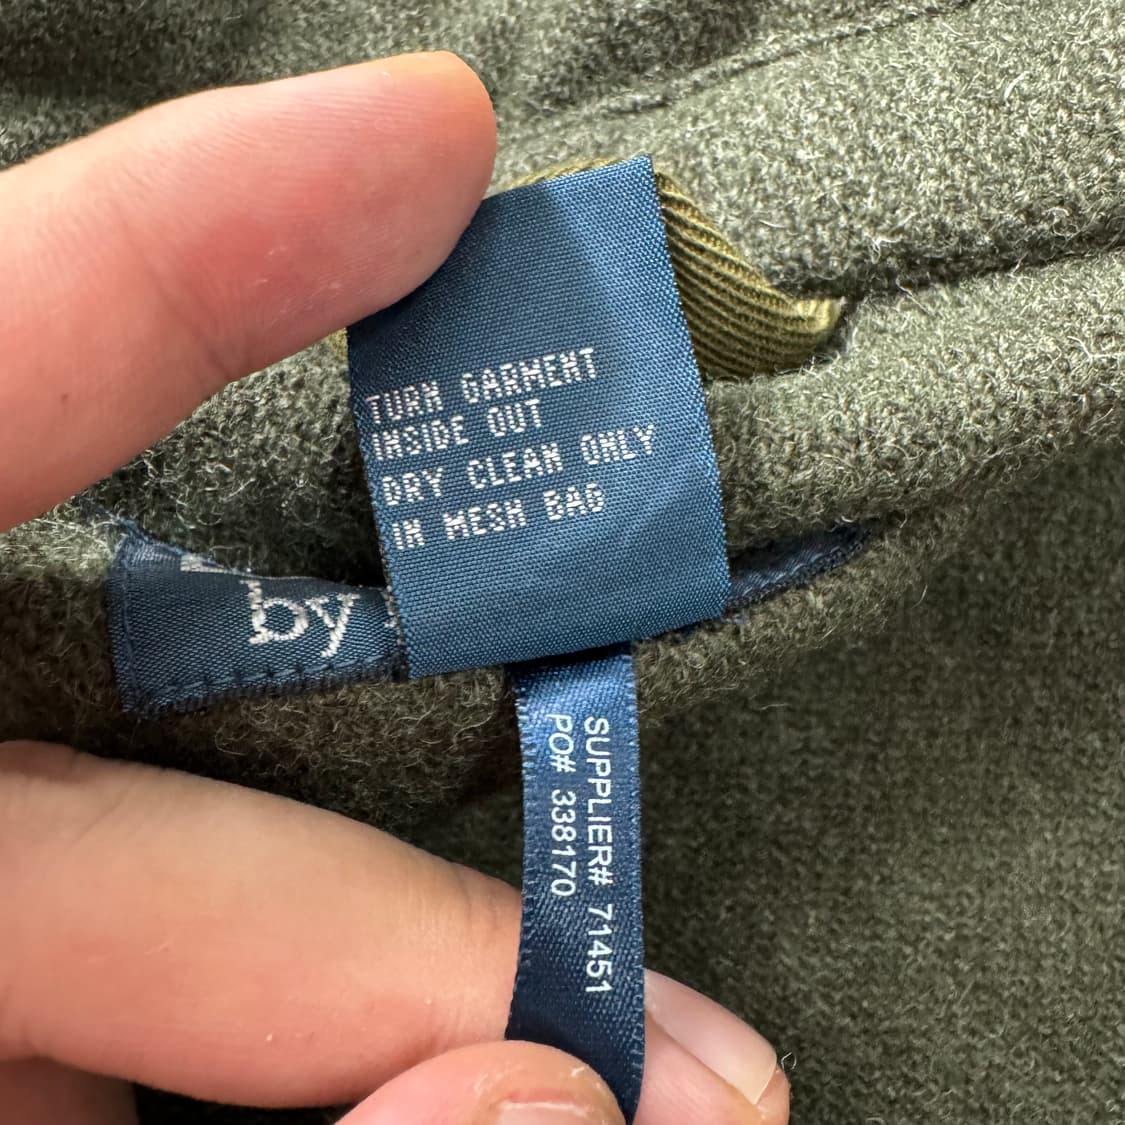 TURN GARMENT
INSIDE OUT
DRY CLEAN ONLY
IN MESH BAG
by
SUPPLIER# 71451
PO# 338170